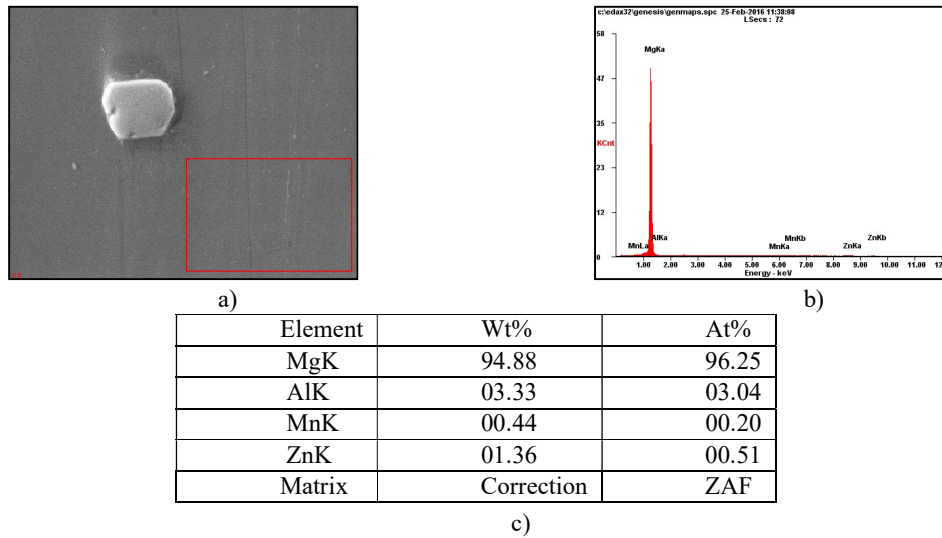 c:\edax32\genesis\genmaps.spc 25-Feb-2016 11:38:08
LSecs : 72
58
47
35
KCnt
23
12
0
MgKa
MnLa
AlKa
MnKa
MnKb
ZnKa
ZnKb
1.00 2.00 3.00 4.00 5.00 6.00 7.00 8.00 9.00 10.00 11.00
Energy - keV
a)
b)
Element Wt% At%
MgK 94.88 96.25
AlK 03.33 03.04
MnK 00.44 00.20
ZnK 01.36 00.51
Matrix Correction ZAF
c)